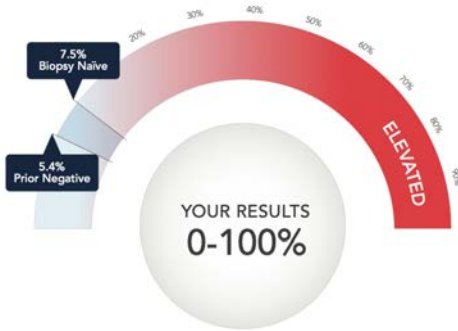 7.5%
Biopsy Naïve
5.4%
Prior Negative
20%
30%
40%
50%
60%
70%
80%
90%
ELEVATED
YOUR RESULTS
0-100%